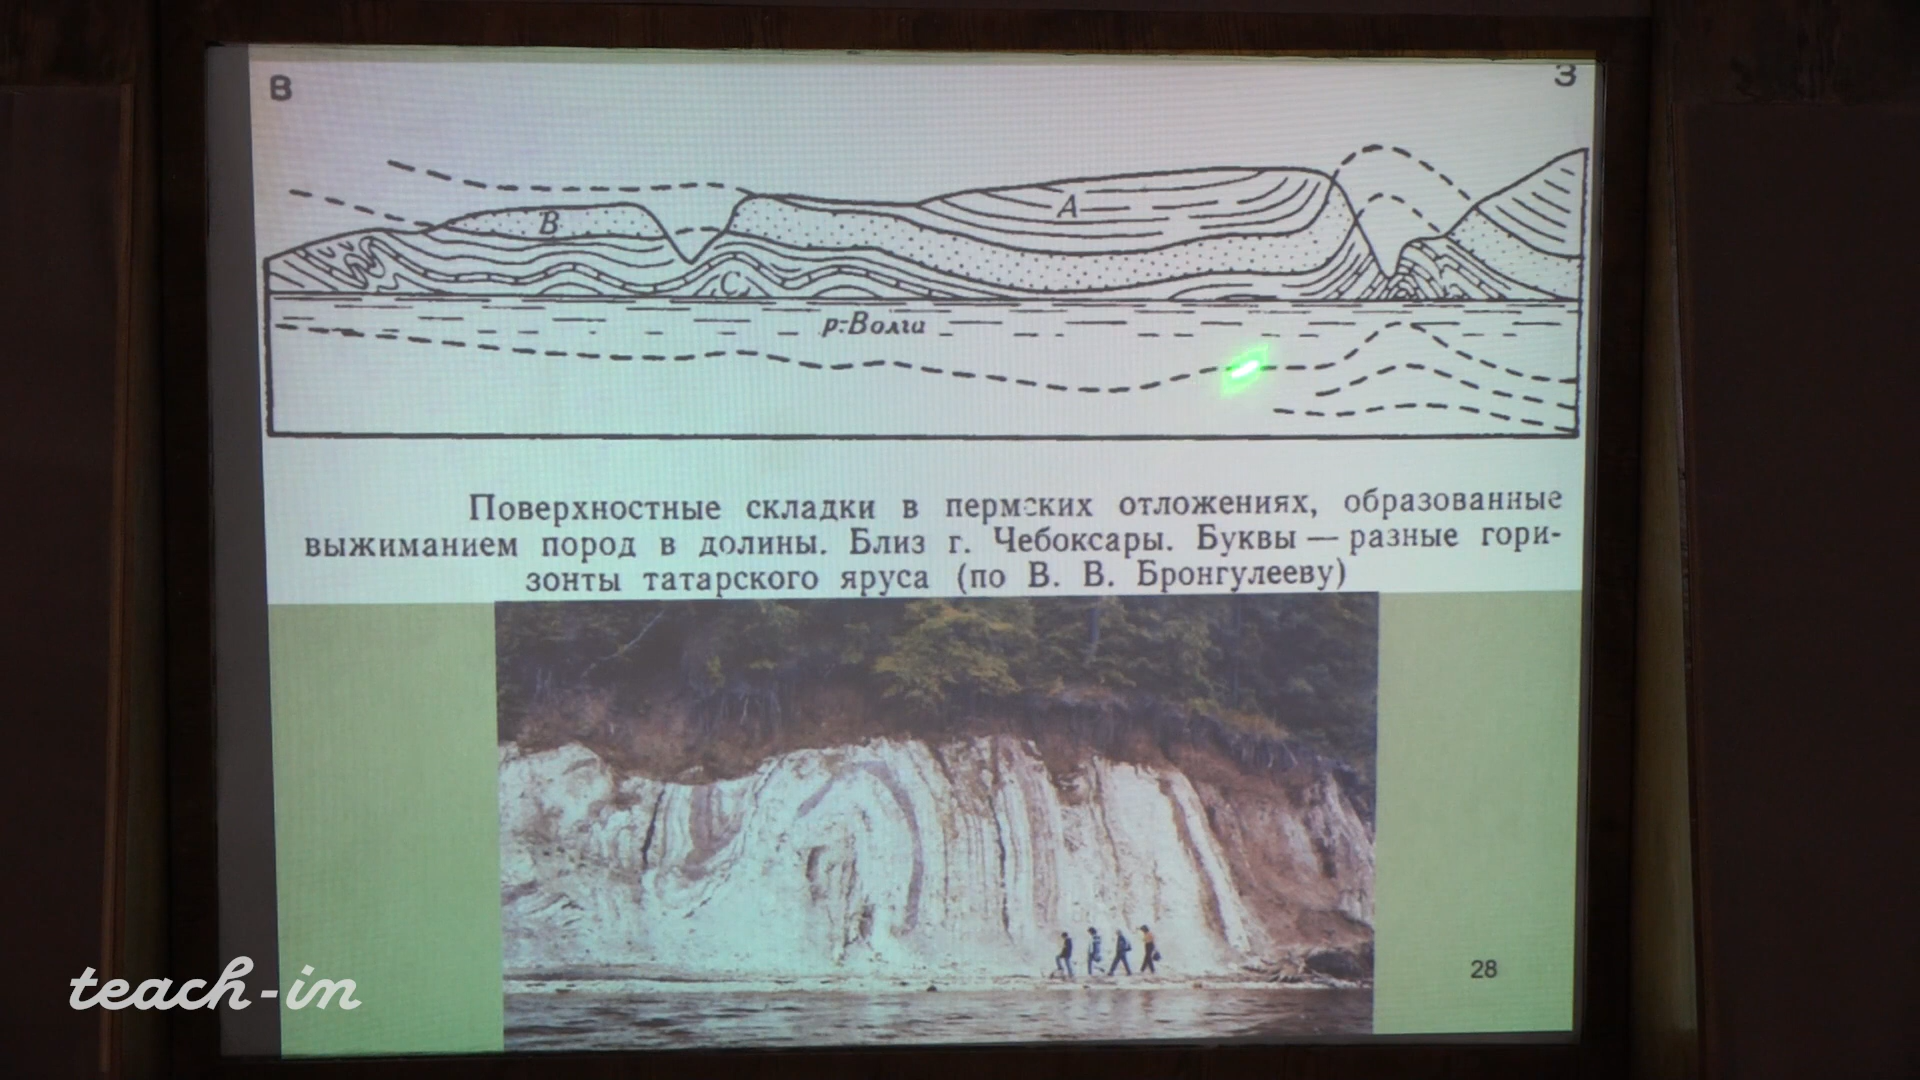 В З
В А
С
р. Волга
Поверхностные складки в пермских отложениях, образованные
выжиманием пород в долины. Близ г. Чебоксары. Буквы — разные гори-
зонты татарского яруса (по В. В. Бронгулееву)
28
teach-in